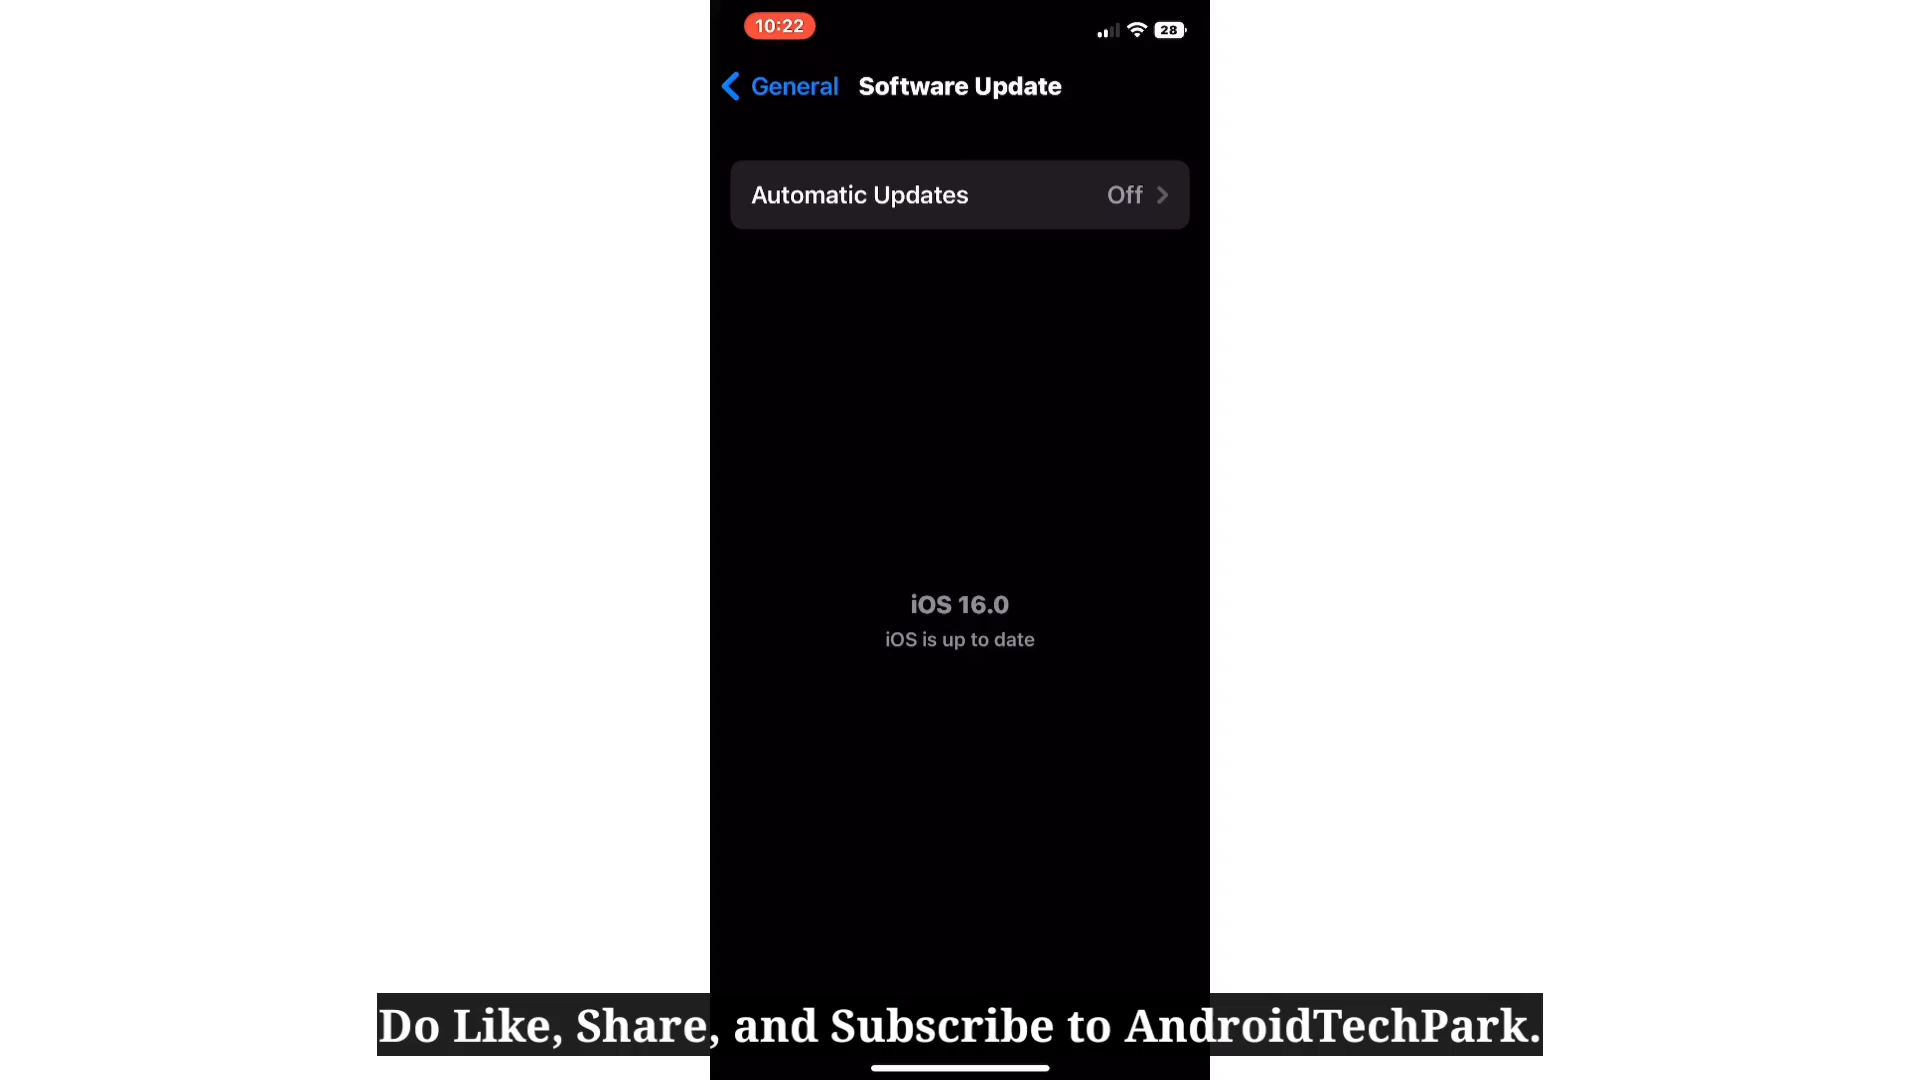 10:22
28
General
Software Update
Automatic Updates
Off
iOS 16.0
iOS is up to date
Do Like, Share, and Subscribe to AndroidTechPark.